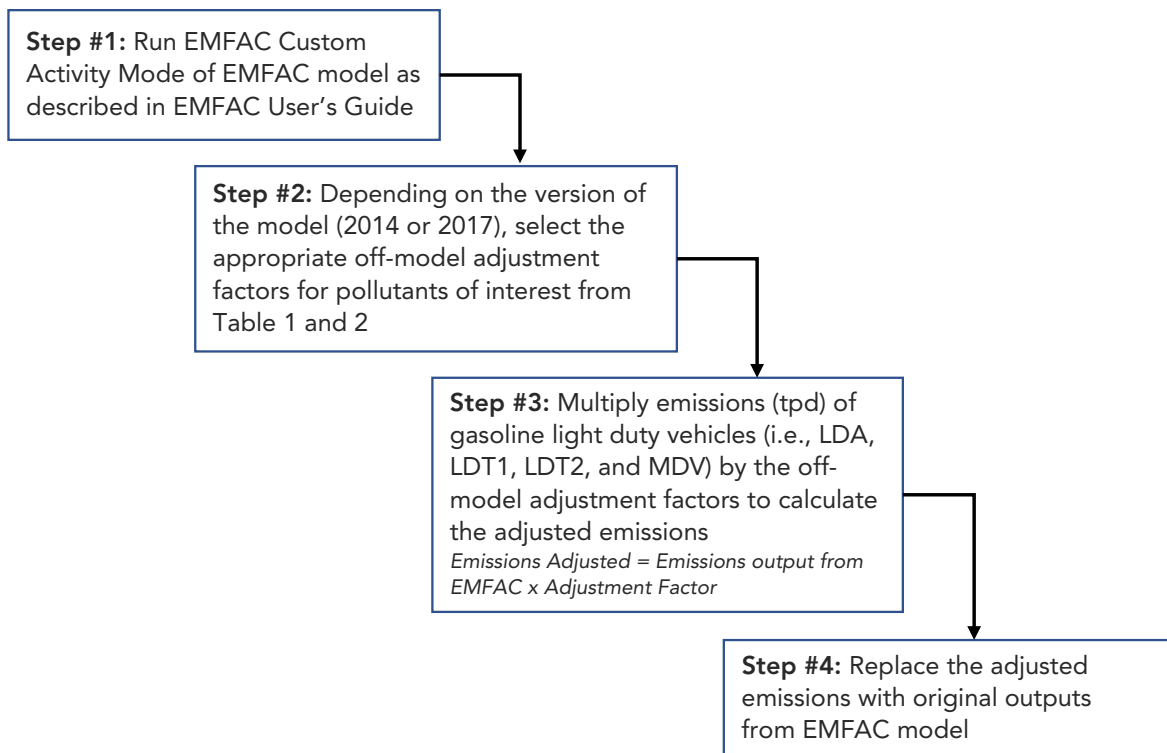 Step #1: Run EMFAC Custom
Activity Mode of EMFAC model as
described in EMFAC User's Guide
Step #2: Depending on the version of
the model (2014 or 2017), select the
appropriate off-model adjustment
factors for pollutants of interest from
Table 1 and 2
Step #3: Multiply emissions (tpd) of
gasoline light duty vehicles (i.e., LDA,
LDT1, LDT2, and MDV) by the off-
model adjustment factors to calculate
the adjusted emissions
Emissions Adjusted = Emissions output from
EMFAC x Adjustment Factor
Step #4: Replace the adjusted
emissions with original outputs
from EMFAC model